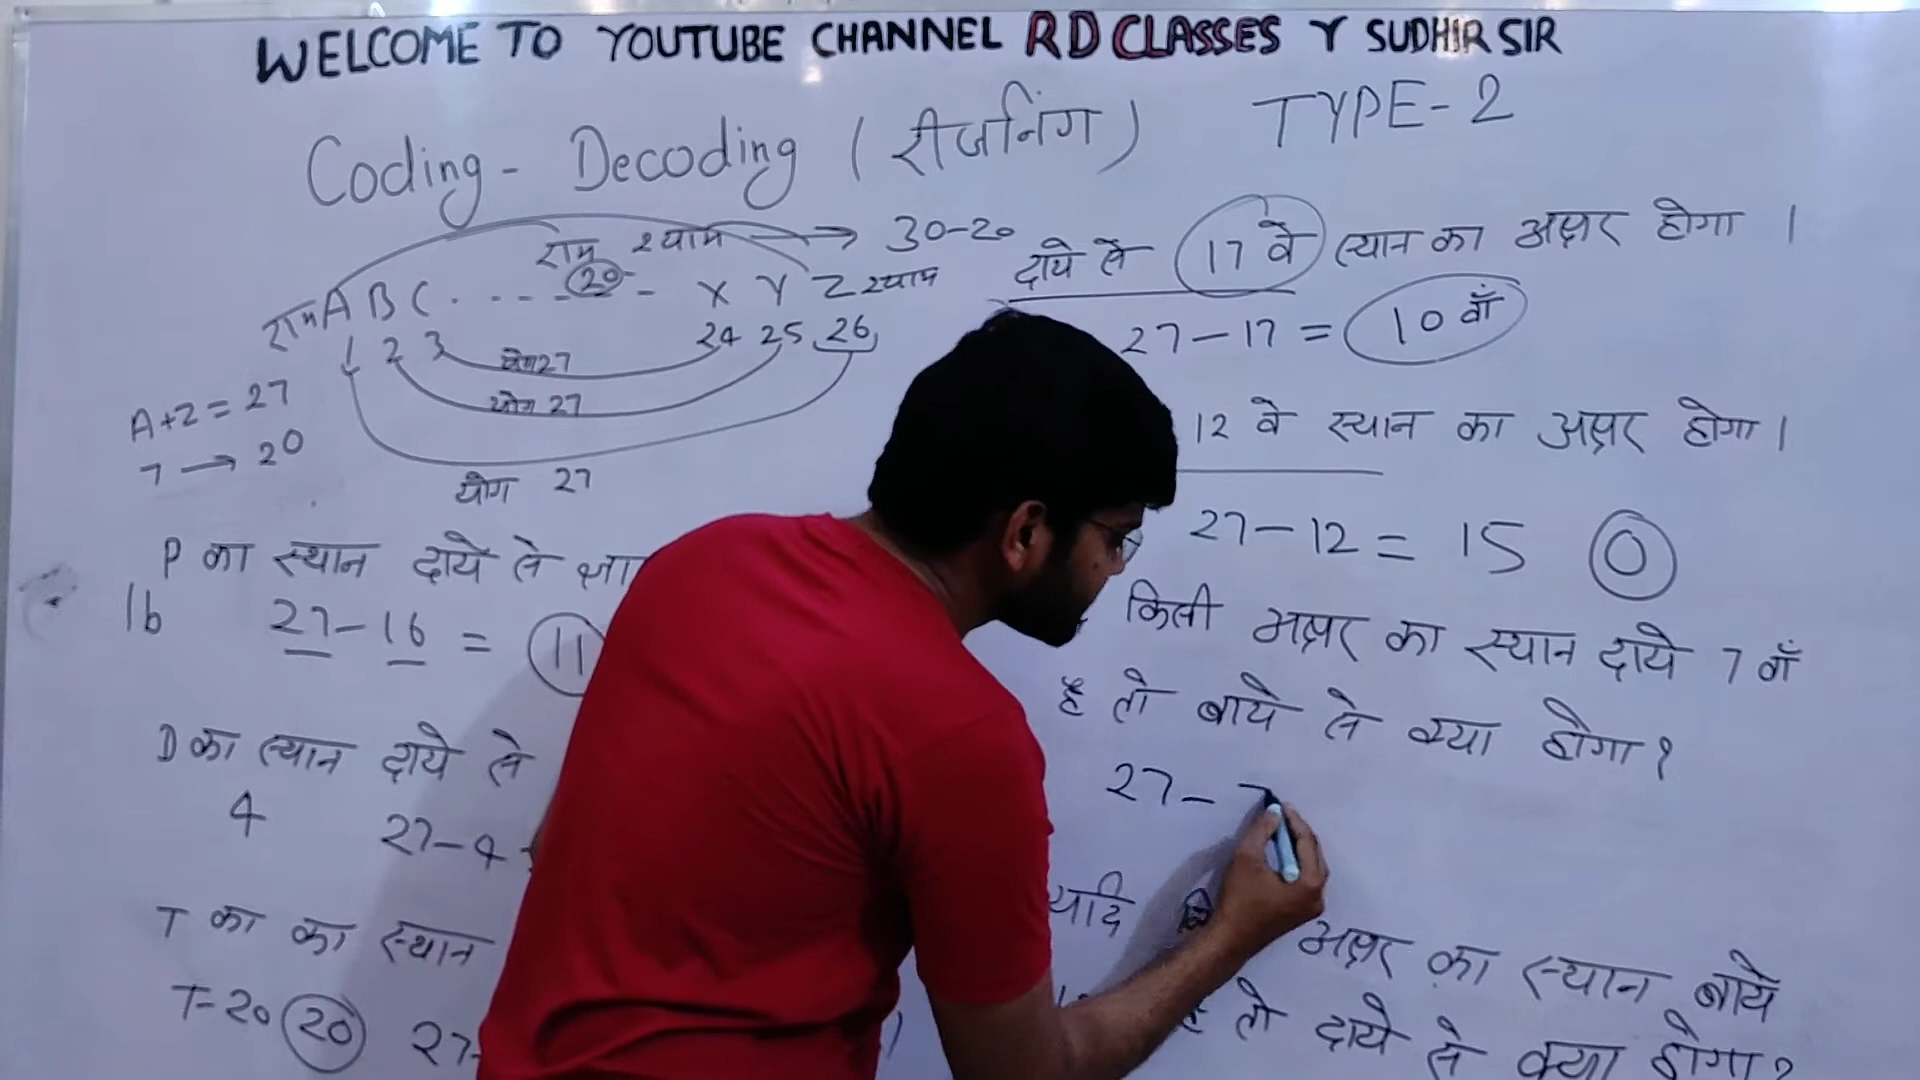 WELCOME TO YOUTUBE CHANNEL RD CLASSES Y SUDHIR SIR
Coding - Decoding (रीजनिंग) TYPE-2
राम श्याम → 30-20
राम A B C . . . . 20 - X Y Z श्याम
1 2 3 24 25 26
योग 27
योग 27
योग 27
A+Z = 27
7 → 20
P का स्थान दाये से
16 27-16 = 11
D का स्थान दाये से
4 27-4
T का का स्थान
T-20 20 27-
दाये से 17 वे स्थान का अक्षर होगा ।
27-17 = 10 वाँ
12 वे स्थान का अक्षर होगा ।
27-12 = 15 O
किसी अक्षर का स्थान दाये 7 वाँ
है तो बाये से क्या होगा ?
27-7
यदि अक्षर का स्थान बाये
है तो दाये से क्या होगा ?